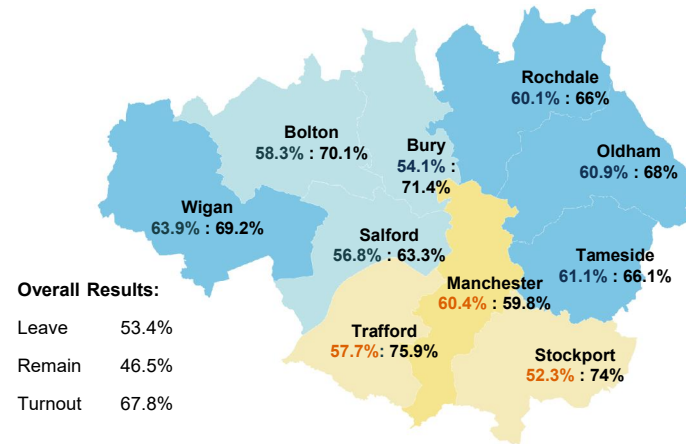 Rochdale
60.1% : 66%
Bolton
58.3% : 70.1%
Bury
54.1% :
71.4%
Oldham
60.9% : 68%
Wigan
63.9% : 69.2%
Salford
56.8% : 63.3%
Tameside
61.1% : 66.1%
Manchester
60.4% : 59.8%
Trafford
57.7%: 75.9%
Stockport
52.3% : 74%
Overall Results:
Leave 53.4%
Remain 46.5%
Turnout 67.8%